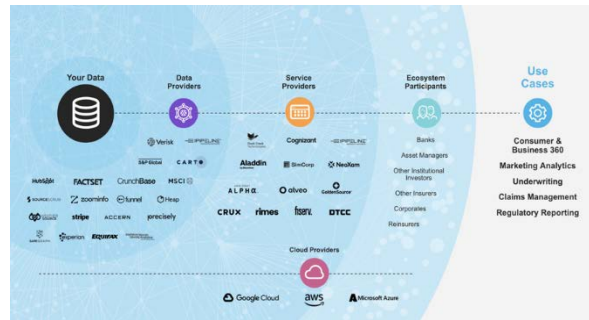 Your Data
Data
Providers
Service
Providers
Ecosystem
Participants
Use
Cases
Verisk
Cognizant
S&P Global
CARTO
Aladdin
SimCorp
NeoXam
HubSpot
FACTSET
CrunchBase
MSCI
ALPHA
alveo
GoldenSource
SOURCESCRUB
zoominfo
funnel
Heap
CRUX
rimes
fiserv.
DTCC
stripe
ACCERN
precisely
experian
EQUIFAX
Banks
Asset Managers
Other Institutional
Investors
Other Insurers
Corporates
Reinsurers
Consumer &
Business 360
Marketing Analytics
Underwriting
Claims Management
Regulatory Reporting
Cloud Providers
Google Cloud
aws
Microsoft Azure